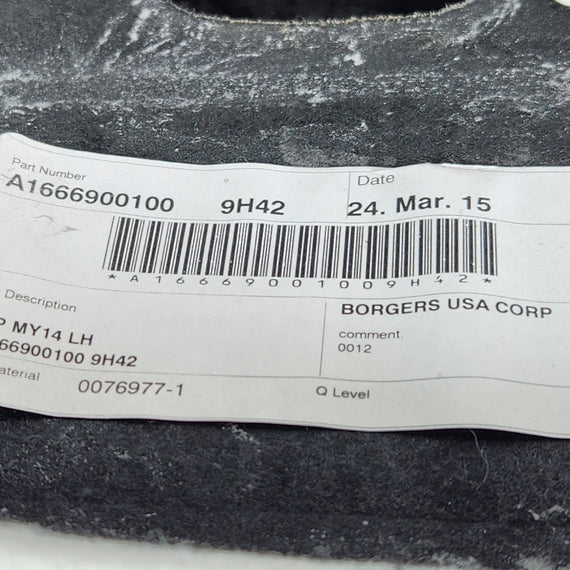 Part Number
A1666900100 9H42
Date
24. Mar. 15
*A16669001009H42*
Description
P MY14 LH
66900100 9H42
BORGERS USA CORP
comment.
0012
aterial
0076977-1
Q Level